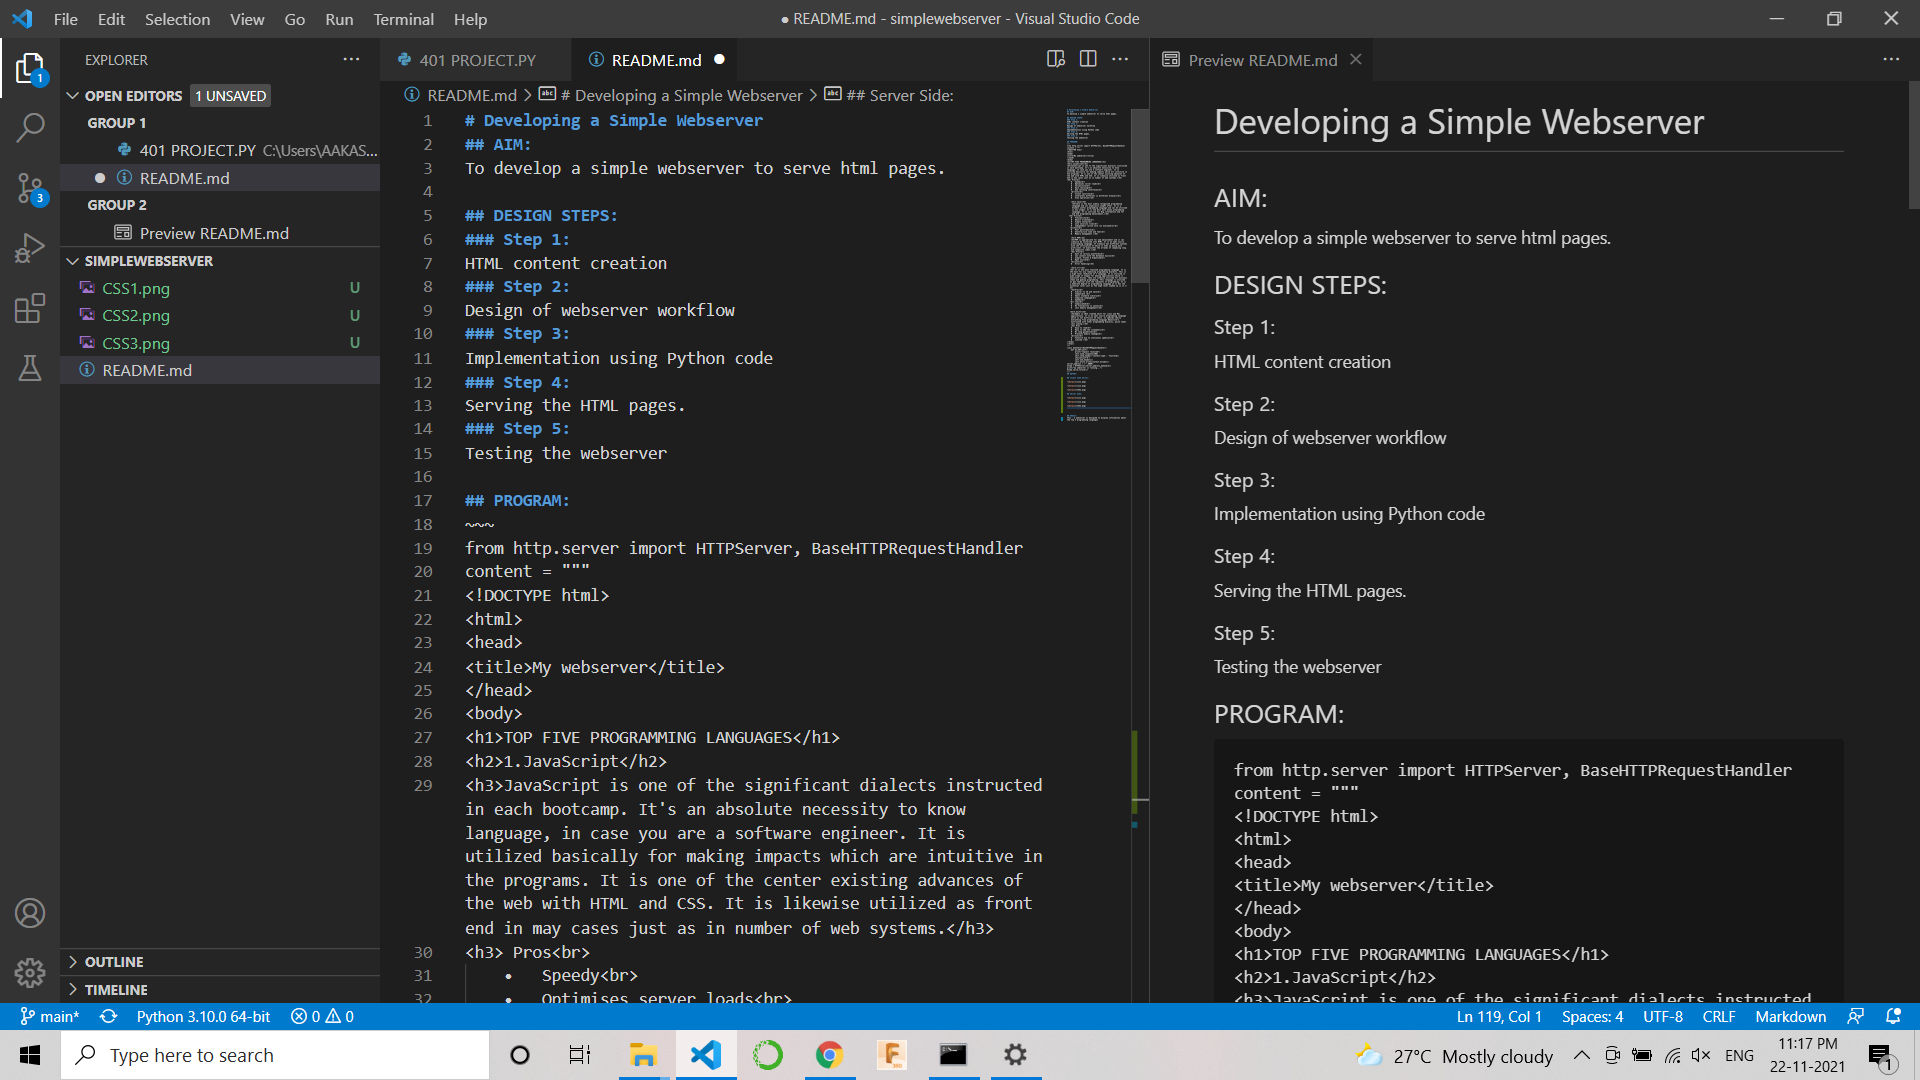 File Edit Selection View Go Run Terminal Help
● README.md - simplewebserver - Visual Studio Code
EXPLORER
OPEN EDITORS 1 UNSAVED
GROUP 1
401 PROJECT.PY C:\Users\AAKAS...
README.md
GROUP 2
Preview README.md
SIMPLEWEBSERVER
CSS1.png U
CSS2.png U
CSS3.png U
README.md
OUTLINE
TIMELINE
1
3
401 PROJECT.PY
README.md
README.md > # Developing a Simple Webserver > ## Server Side:
1 # Developing a Simple Webserver
2 ## AIM:
3 To develop a simple webserver to serve html pages.
4
5 ## DESIGN STEPS:
6 ### Step 1:
7 HTML content creation
8 ### Step 2:
9 Design of webserver workflow
10 ### Step 3:
11 Implementation using Python code
12 ### Step 4:
13 Serving the HTML pages.
14 ### Step 5:
15 Testing the webserver
16
17 ## PROGRAM:
18 ~~~
19 from http.server import HTTPServer, BaseHTTPRequestHandler
20 content = """
21 <!DOCTYPE html>
22 <html>
23 <head>
24 <title>My webserver</title>
25 </head>
26 <body>
27 <h1>TOP FIVE PROGRAMMING LANGUAGES</h1>
28 <h2>1.JavaScript</h2>
29 <h3>JavaScript is one of the significant dialects instructed
in each bootcamp. It's an absolute necessity to know
language, in case you are a software engineer. It is
utilized basically for making impacts which are intuitive in
the programs. It is one of the center existing advances of
the web with HTML and CSS. It is likewise utilized as front
end in may cases just as in number of web systems.</h3>
30 <h3> Pros<br>
31 • Speedy<br>
32 • Optimises server loads<br>
Preview README.md
Developing a Simple Webserver
AIM:
To develop a simple webserver to serve html pages.
DESIGN STEPS:
Step 1:
HTML content creation
Step 2:
Design of webserver workflow
Step 3:
Implementation using Python code
Step 4:
Serving the HTML pages.
Step 5:
Testing the webserver
PROGRAM:
from http.server import HTTPServer, BaseHTTPRequestHandler
content = """
<!DOCTYPE html>
<html>
<head>
<title>My webserver</title>
</head>
<body>
<h1>TOP FIVE PROGRAMMING LANGUAGES</h1>
<h2>1.JavaScript</h2>
<h3>JavaScript is one of the significant dialects instructed
main* Python 3.10.0 64-bit 0 0
Ln 119, Col 1 Spaces: 4 UTF-8 CRLF Markdown
Type here to search
27°C Mostly cloudy
ENG
11:17 PM
22-11-2021
1